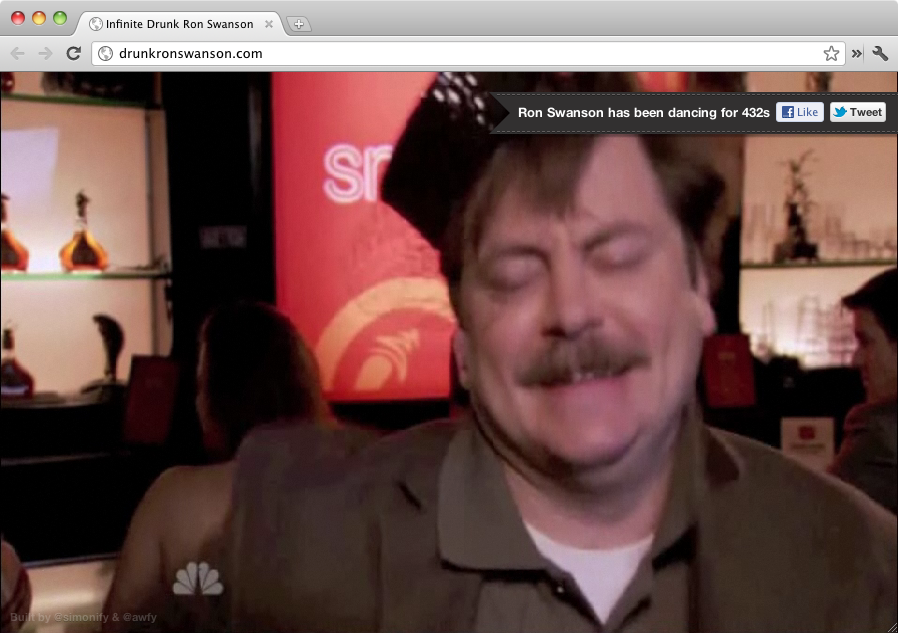 Infinite Drunk Ron Swanson
drunkronswanson.com
Ron Swanson has been dancing for 432s
Like
Tweet
sn
Built by @simonify & @awfy